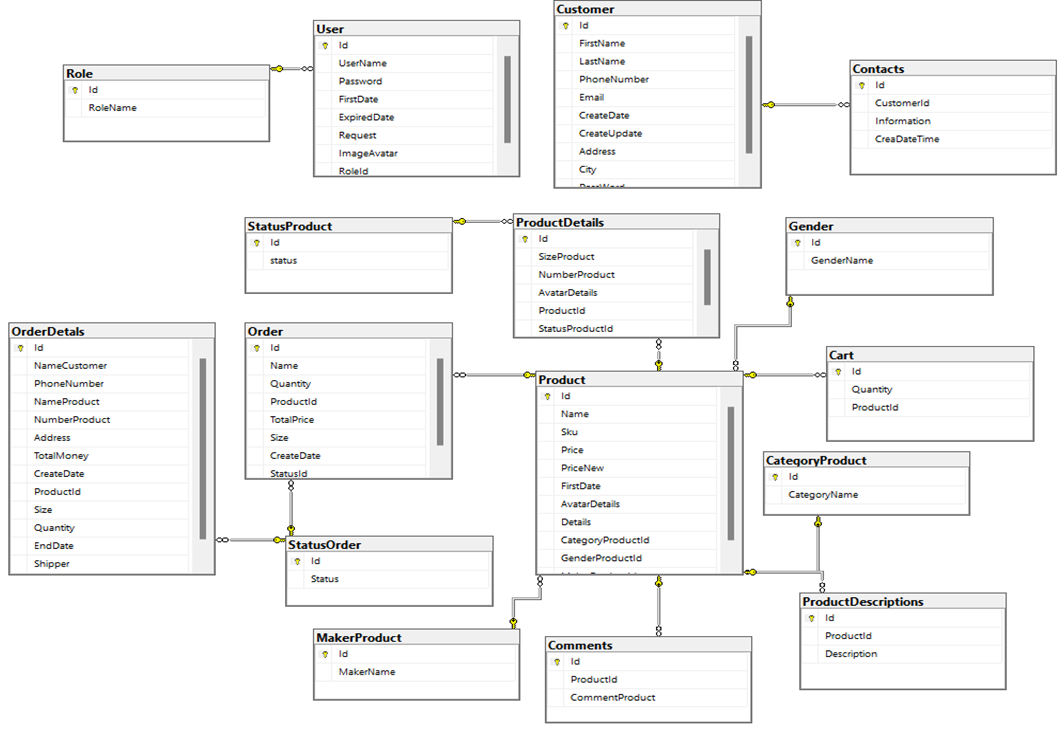 Role
Id
RoleName
User
Id
UserName
Password
FirstDate
ExpiredDate
Request
ImageAvatar
RoleId
Customer
Id
FirstName
LastName
PhoneNumber
Email
CreateDate
CreateUpdate
Address
City
PassWord
Contacts
Id
CustomerId
Information
CreaDateTime
StatusProduct
Id
status
ProductDetails
Id
SizeProduct
NumberProduct
AvatarDetails
ProductId
StatusProductId
Gender
Id
GenderName
OrderDetals
Id
NameCustomer
PhoneNumber
NameProduct
NumberProduct
Address
TotalMoney
CreateDate
ProductId
Size
Quantity
EndDate
Shipper
Order
Id
Name
Quantity
ProductId
TotalPrice
Size
CreateDate
StatusId
Product
Id
Name
Sku
Price
PriceNew
FirstDate
AvatarDetails
Details
CategoryProductId
GenderProductId
Cart
Id
Quantity
ProductId
CategoryProduct
Id
CategoryName
StatusOrder
Id
Status
MakerProduct
Id
MakerName
Comments
Id
ProductId
CommentProduct
ProductDescriptions
Id
ProductId
Description